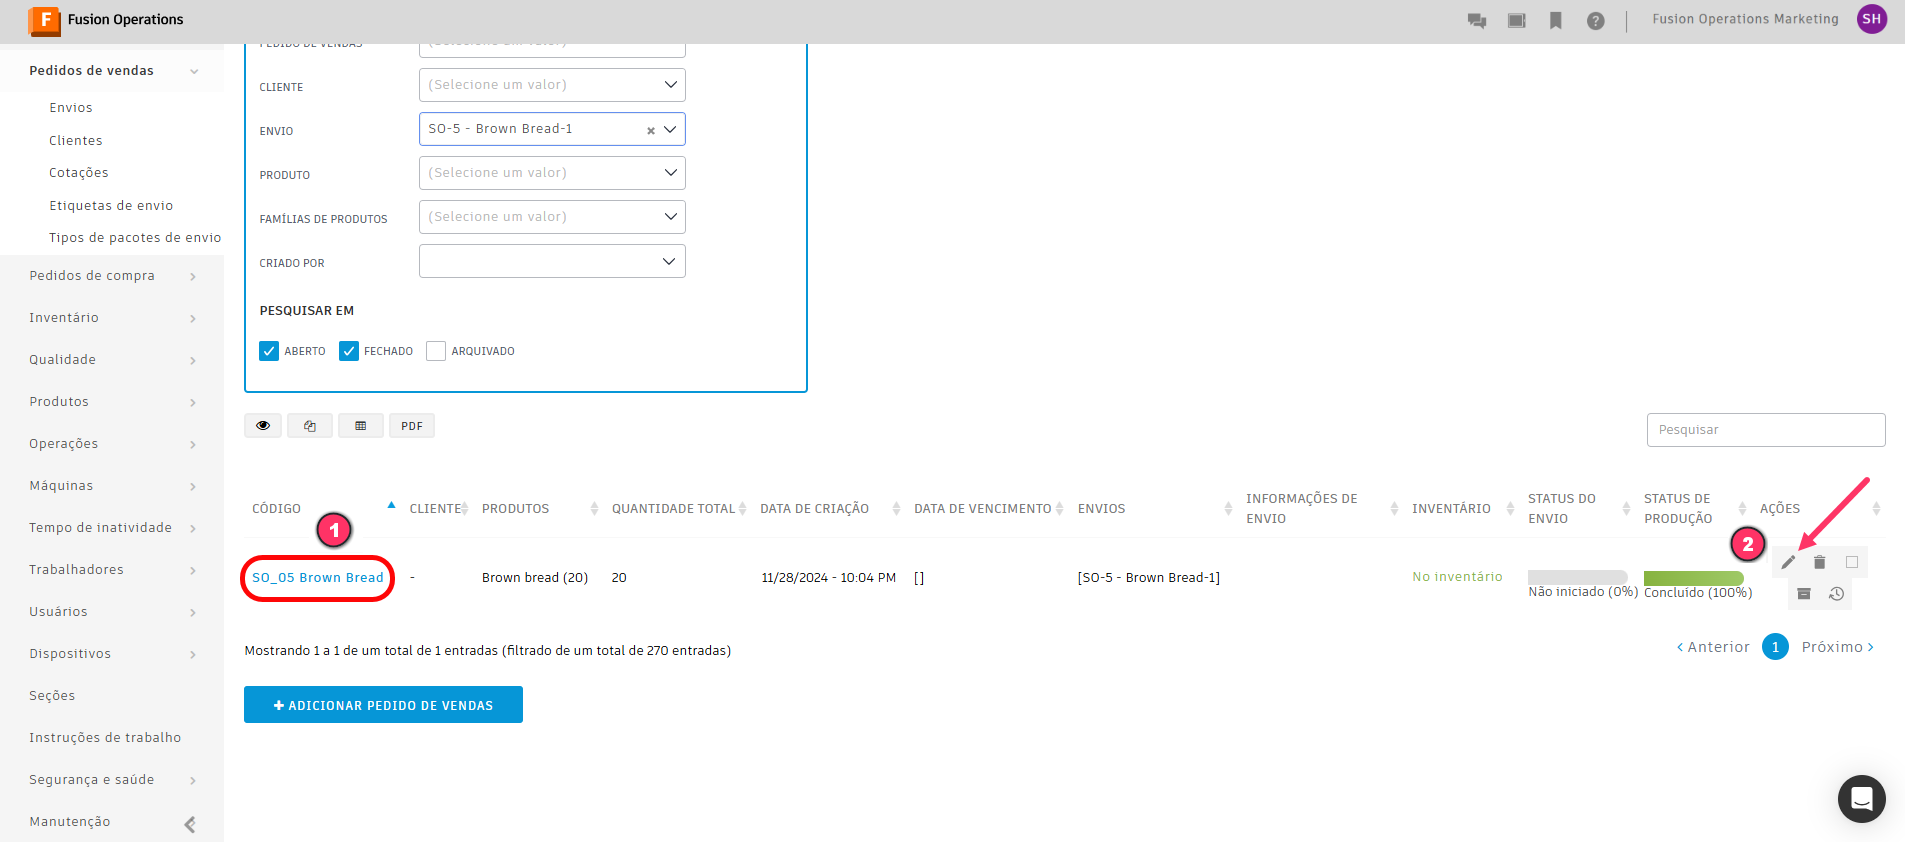 Fusion Operations
Fusion Operations Marketing
SH
Pedidos de vendas
Envios
Clientes
Cotações
Etiquetas de envio
Tipos de pacotes de envio
Pedidos de compra
Inventário
Qualidade
Produtos
Operações
Máquinas
Tempo de inatividade
Trabalhadores
Usuários
Dispositivos
Seções
Instruções de trabalho
Segurança e saúde
Manutenção
PEDIDO DE VENDAS (Selecione um valor)
CLIENTE (Selecione um valor)
ENVIO SO-5 - Brown Bread-1
PRODUTO (Selecione um valor)
FAMÍLIAS DE PRODUTOS (Selecione um valor)
CRIADO POR
PESQUISAR EM
ABERTO FECHADO ARQUIVADO
PDF
Pesquisar
CÓDIGO CLIENTE PRODUTOS QUANTIDADE TOTAL DATA DE CRIAÇÃO DATA DE VENCIMENTO ENVIOS INFORMAÇÕES DE ENVIO INVENTÁRIO STATUS DO ENVIO STATUS DE PRODUÇÃO AÇÕES
1
2
SO_05 Brown Bread - Brown bread (20) 20 11/28/2024 - 10:04 PM [] [SO-5 - Brown Bread-1] No inventário Não iniciado (0%) Concluído (100%)
Mostrando 1 a 1 de um total de 1 entradas (filtrado de um total de 270 entradas)
Anterior 1 Próximo
ADICIONAR PEDIDO DE VENDAS